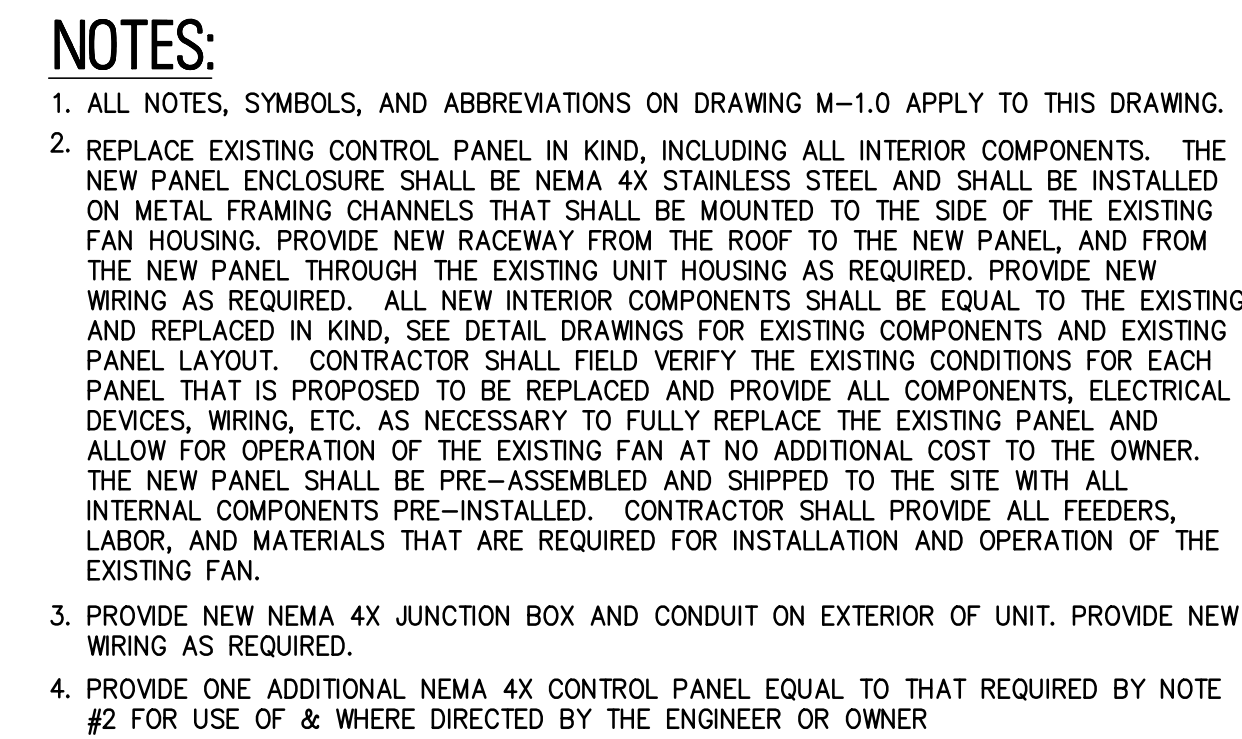 NOTES:
1. ALL NOTES, SYMBOLS, AND ABBREVIATIONS ON DRAWING M-1.0 APPLY TO THIS DRAWING.
2. REPLACE EXISTING CONTROL PANEL IN KIND, INCLUDING ALL INTERIOR COMPONENTS. THE
NEW PANEL ENCLOSURE SHALL BE NEMA 4X STAINLESS STEEL AND SHALL BE INSTALLED
ON METAL FRAMING CHANNELS THAT SHALL BE MOUNTED TO THE SIDE OF THE EXISTING
FAN HOUSING. PROVIDE NEW RACEWAY FROM THE ROOF TO THE NEW PANEL, AND FROM
THE NEW PANEL THROUGH THE EXISTING UNIT HOUSING AS REQUIRED. PROVIDE NEW
WIRING AS REQUIRED. ALL NEW INTERIOR COMPONENTS SHALL BE EQUAL TO THE EXISTING
AND REPLACED IN KIND, SEE DETAIL DRAWINGS FOR EXISTING COMPONENTS AND EXISTING
PANEL LAYOUT. CONTRACTOR SHALL FIELD VERIFY THE EXISTING CONDITIONS FOR EACH
PANEL THAT IS PROPOSED TO BE REPLACED AND PROVIDE ALL COMPONENTS, ELECTRICAL
DEVICES, WIRING, ETC. AS NECESSARY TO FULLY REPLACE THE EXISTING PANEL AND
ALLOW FOR OPERATION OF THE EXISTING FAN AT NO ADDITIONAL COST TO THE OWNER.
THE NEW PANEL SHALL BE PRE-ASSEMBLED AND SHIPPED TO THE SITE WITH ALL
INTERNAL COMPONENTS PRE-INSTALLED. CONTRACTOR SHALL PROVIDE ALL FEEDERS,
LABOR, AND MATERIALS THAT ARE REQUIRED FOR INSTALLATION AND OPERATION OF THE
EXISTING FAN.
3. PROVIDE NEW NEMA 4X JUNCTION BOX AND CONDUIT ON EXTERIOR OF UNIT. PROVIDE NEW
WIRING AS REQUIRED.
4. PROVIDE ONE ADDITIONAL NEMA 4X CONTROL PANEL EQUAL TO THAT REQUIRED BY NOTE
#2 FOR USE OF & WHERE DIRECTED BY THE ENGINEER OR OWNER